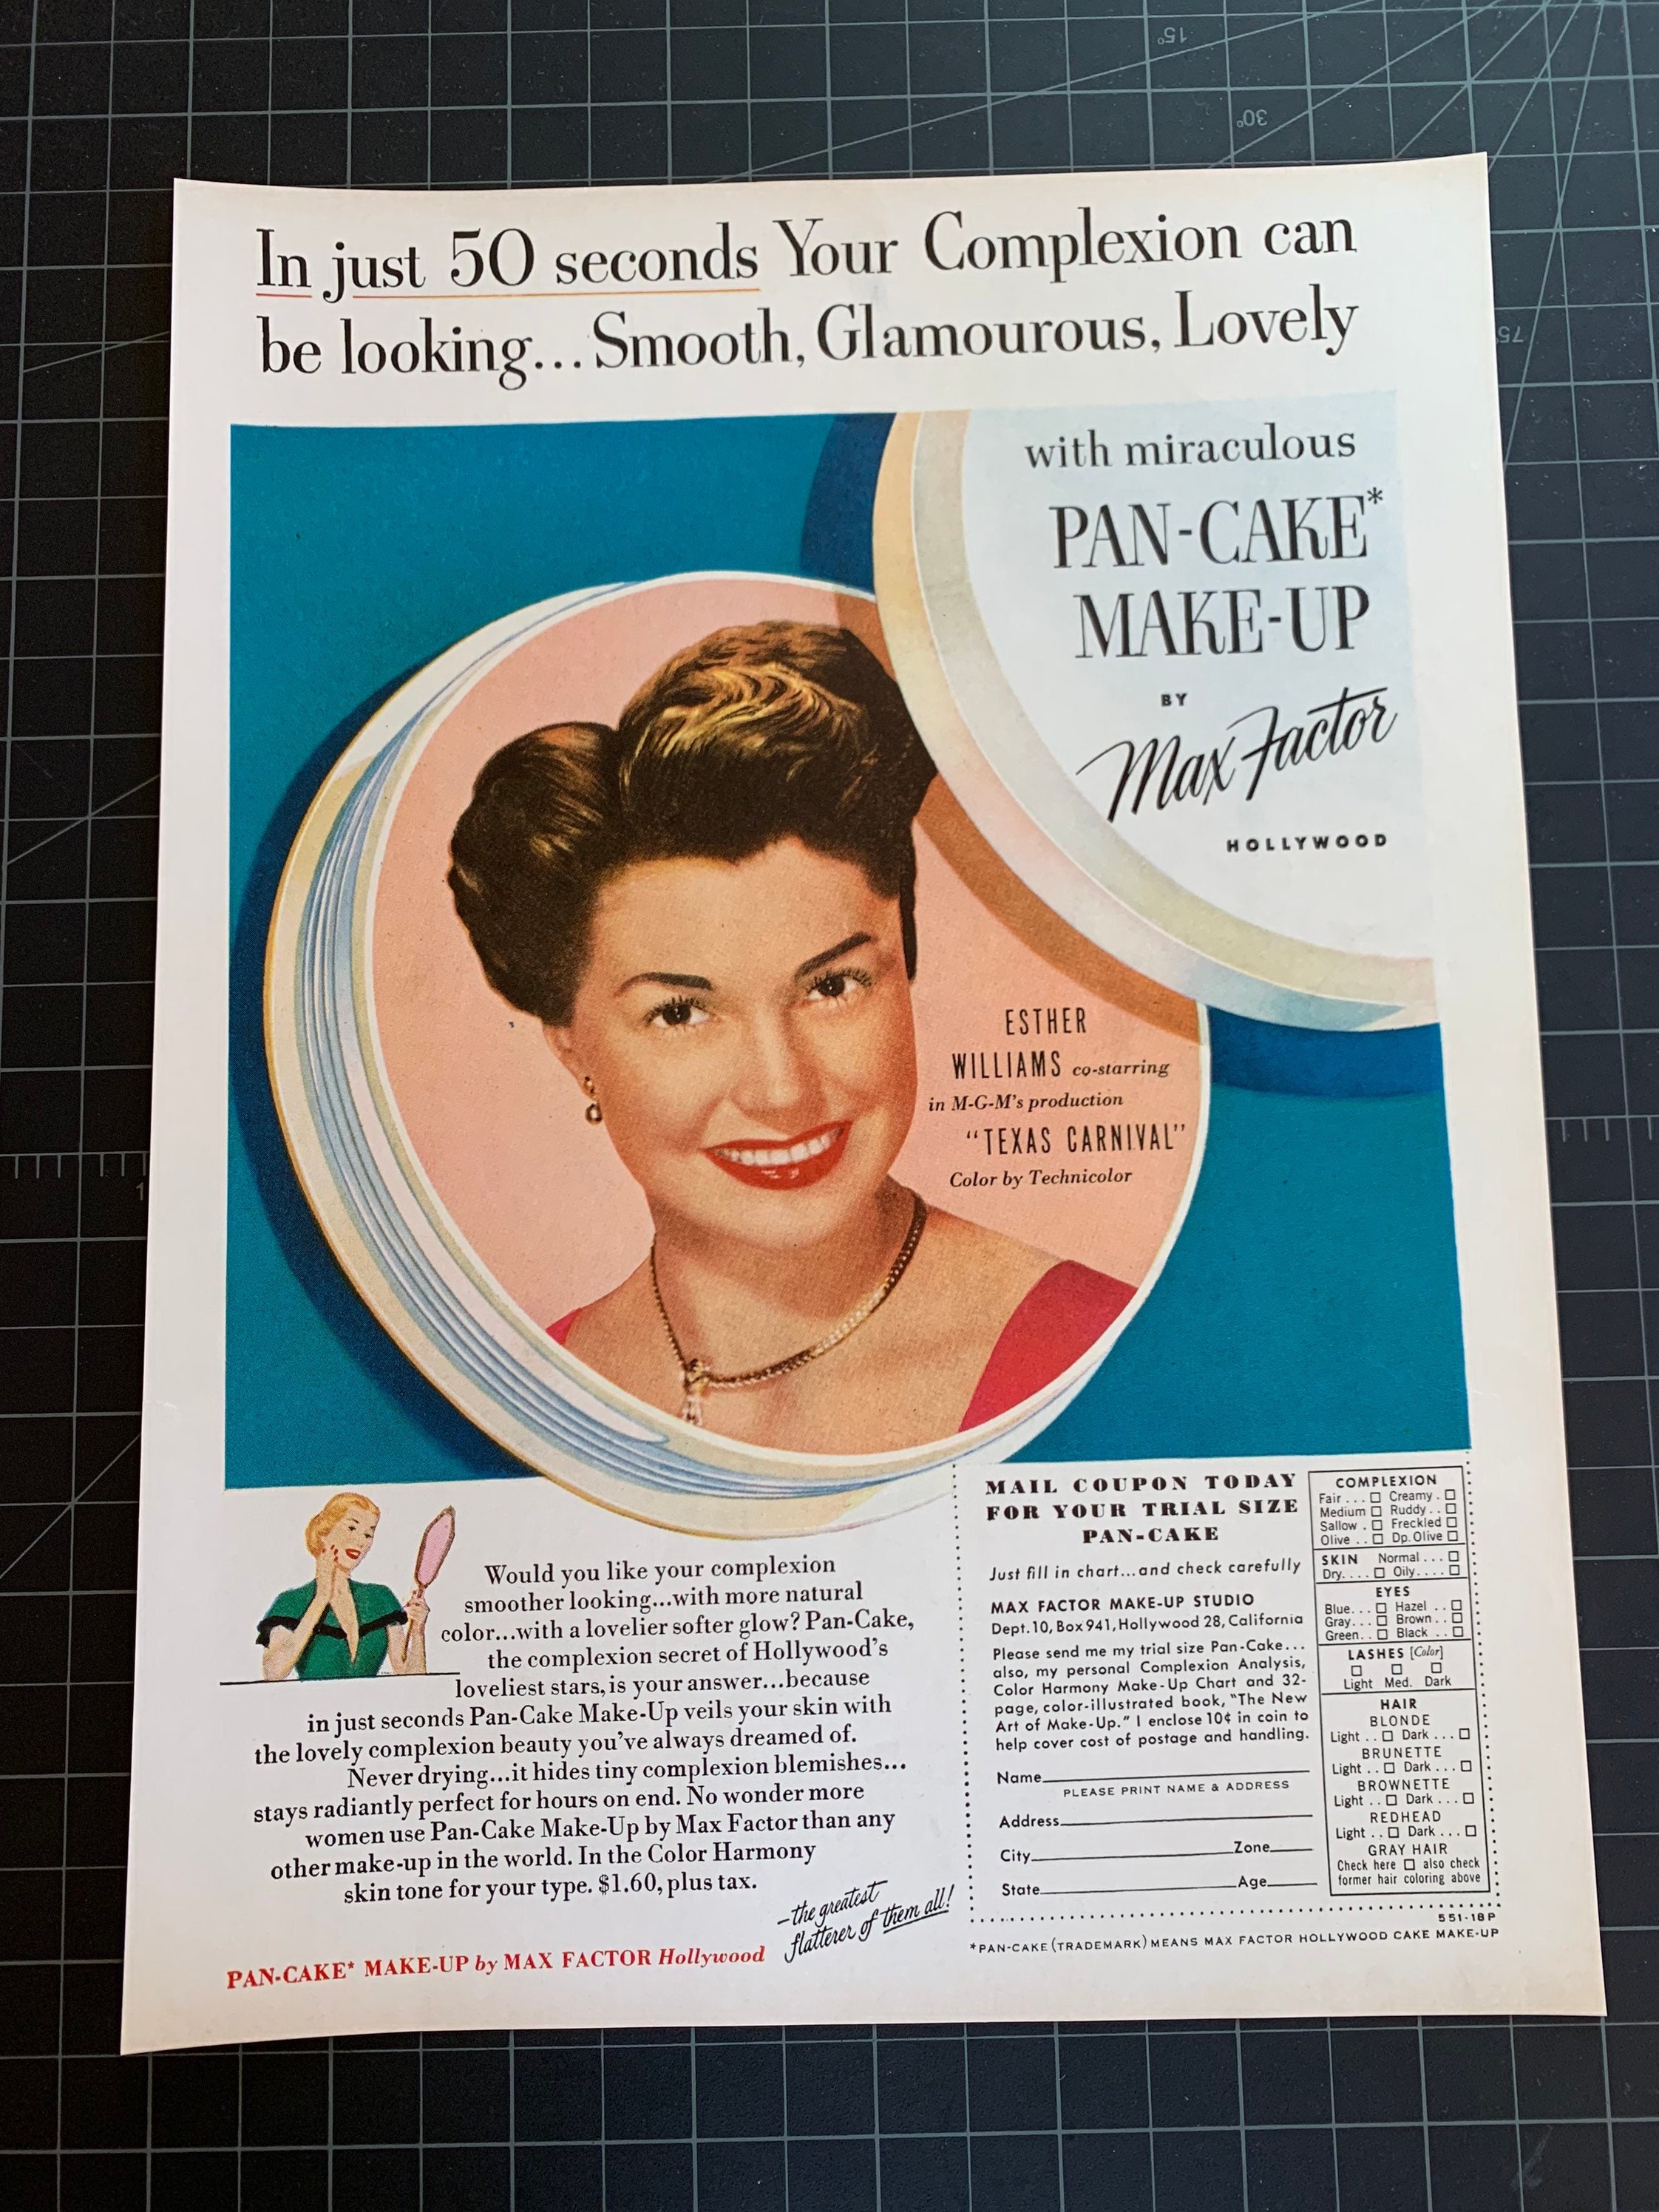 15°
30°
75
In just 50 seconds Your Complexion can
be looking...Smooth, Glamourous, Lovely
with miraculous
PAN-CAKE*
MAKE-UP
BY
Max Factor
HOLLYWOOD
ESTHER
WILLIAMS co-starring
in M-G-M's production
"TEXAS CARNIVAL"
Color by Technicolor
1
Would you like your complexion
smoother looking...with more natural
color...with a lovelier softer glow? Pan-Cake,
the complexion secret of Hollywood's
loveliest stars, is your answer...because
in just seconds Pan-Cake Make-Up veils your skin with
the lovely complexion beauty you've always dreamed of.
Never drying...it hides tiny complexion blemishes...
stays radiantly perfect for hours on end. No wonder more
women use Pan-Cake Make-Up by Max Factor than any
other make-up in the world. In the Color Harmony
skin tone for your type. $1.60, plus tax.
—the greatest
flatterer of them all!
PAN-CAKE* MAKE-UP by MAX FACTOR Hollywood
MAIL COUPON TODAY
FOR YOUR TRIAL SIZE
PAN-CAKE
Just fill in chart...and check carefully
MAX FACTOR MAKE-UP STUDIO
Dept. 10, Box 941, Hollywood 28, California
Please send me my trial size Pan-Cake...
also, my personal Complexion Analysis,
Color Harmony Make-Up Chart and 32-
page, color-illustrated book, "The New
Art of Make-Up." I enclose 10¢ in coin to
help cover cost of postage and handling.
Name
PLEASE PRINT NAME & ADDRESS
Address
City Zone
State Age
COMPLEXION
Fair... □ Creamy. □
Medium □ Ruddy.. □
Sallow. □ Freckled □
Olive.. □ Dp. Olive □
SKIN Normal... □
Dry.... □ Oily.... □
EYES
Blue... □ Hazel.. □
Gray... □ Brown.. □
Green.. □ Black.. □
LASHES [Color]
□ □ □
Light Med. Dark
HAIR
BLONDE
Light.. □ Dark... □
BRUNETTE
Light.. □ Dark... □
BROWNETTE
Light.. □ Dark... □
REDHEAD
Light.. □ Dark... □
GRAY HAIR
Check here □ also check
former hair coloring above
551-18P
*PAN-CAKE (TRADEMARK) MEANS MAX FACTOR HOLLYWOOD CAKE MAKE-UP